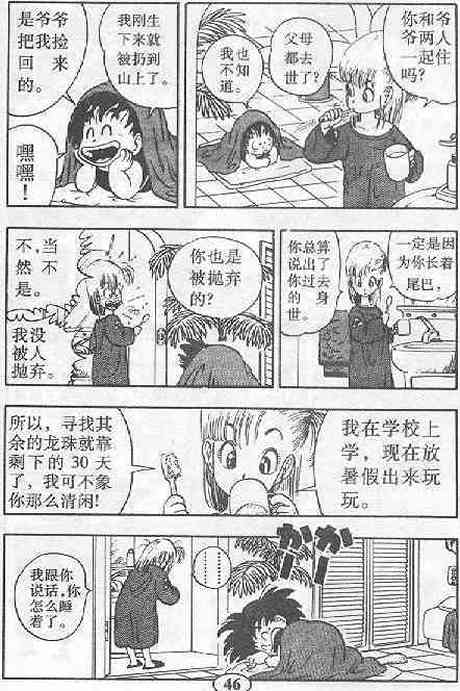 你和爷
爷两人
一起住
吗?
父母
都去
世了?
我也
不知
道。
我刚生
下来就
被扔到
山上了。
是爷爷
把我捡
回来
的。
嘿嘿!
一定是因
为你长着
尾巴,
你总算
说出了
你过去
的身
世。
你也是
被抛弃
的?
不,当
然不
是。
我没
被人
抛弃。
我在学校上
学,现在放
暑假出来玩
玩。
所以,寻找其
余的龙珠就靠
剩下的 30 天
了,我可不象
你那么清闲!
ガーガー
…………
我跟你
说话,你
怎么睡
着了。
46